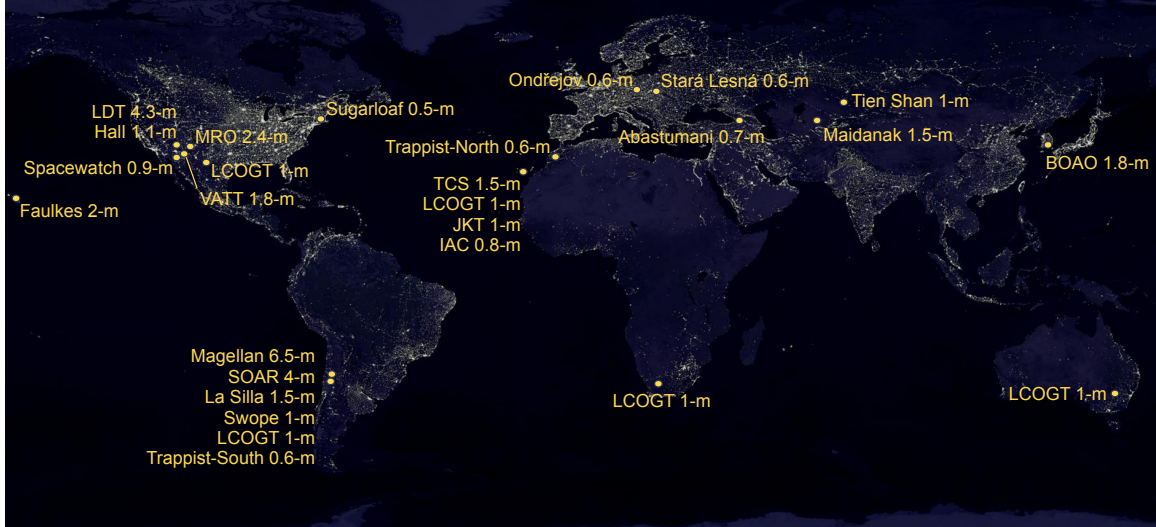 Ondřejov 0.6-m
Stará Lesná 0.6-m
LDT 4.3-m
Hall 1.1-m
Sugarloaf 0.5-m
MRO 2.4-m
Spacewatch 0.9-m
LCOGT 1-m
VATT 1.8-m
Faulkes 2-m
Trappist-North 0.6-m
TCS 1.5-m
LCOGT 1-m
JKT 1-m
IAC 0.8-m
Abastumani 0.7-m
Tien Shan 1-m
Maidanak 1.5-m
BOAO 1.8-m
Magellan 6.5-m
SOAR 4-m
La Silla 1.5-m
Swope 1-m
LCOGT 1-m
Trappist-South 0.6-m
LCOGT 1-m
LCOGT 1-m